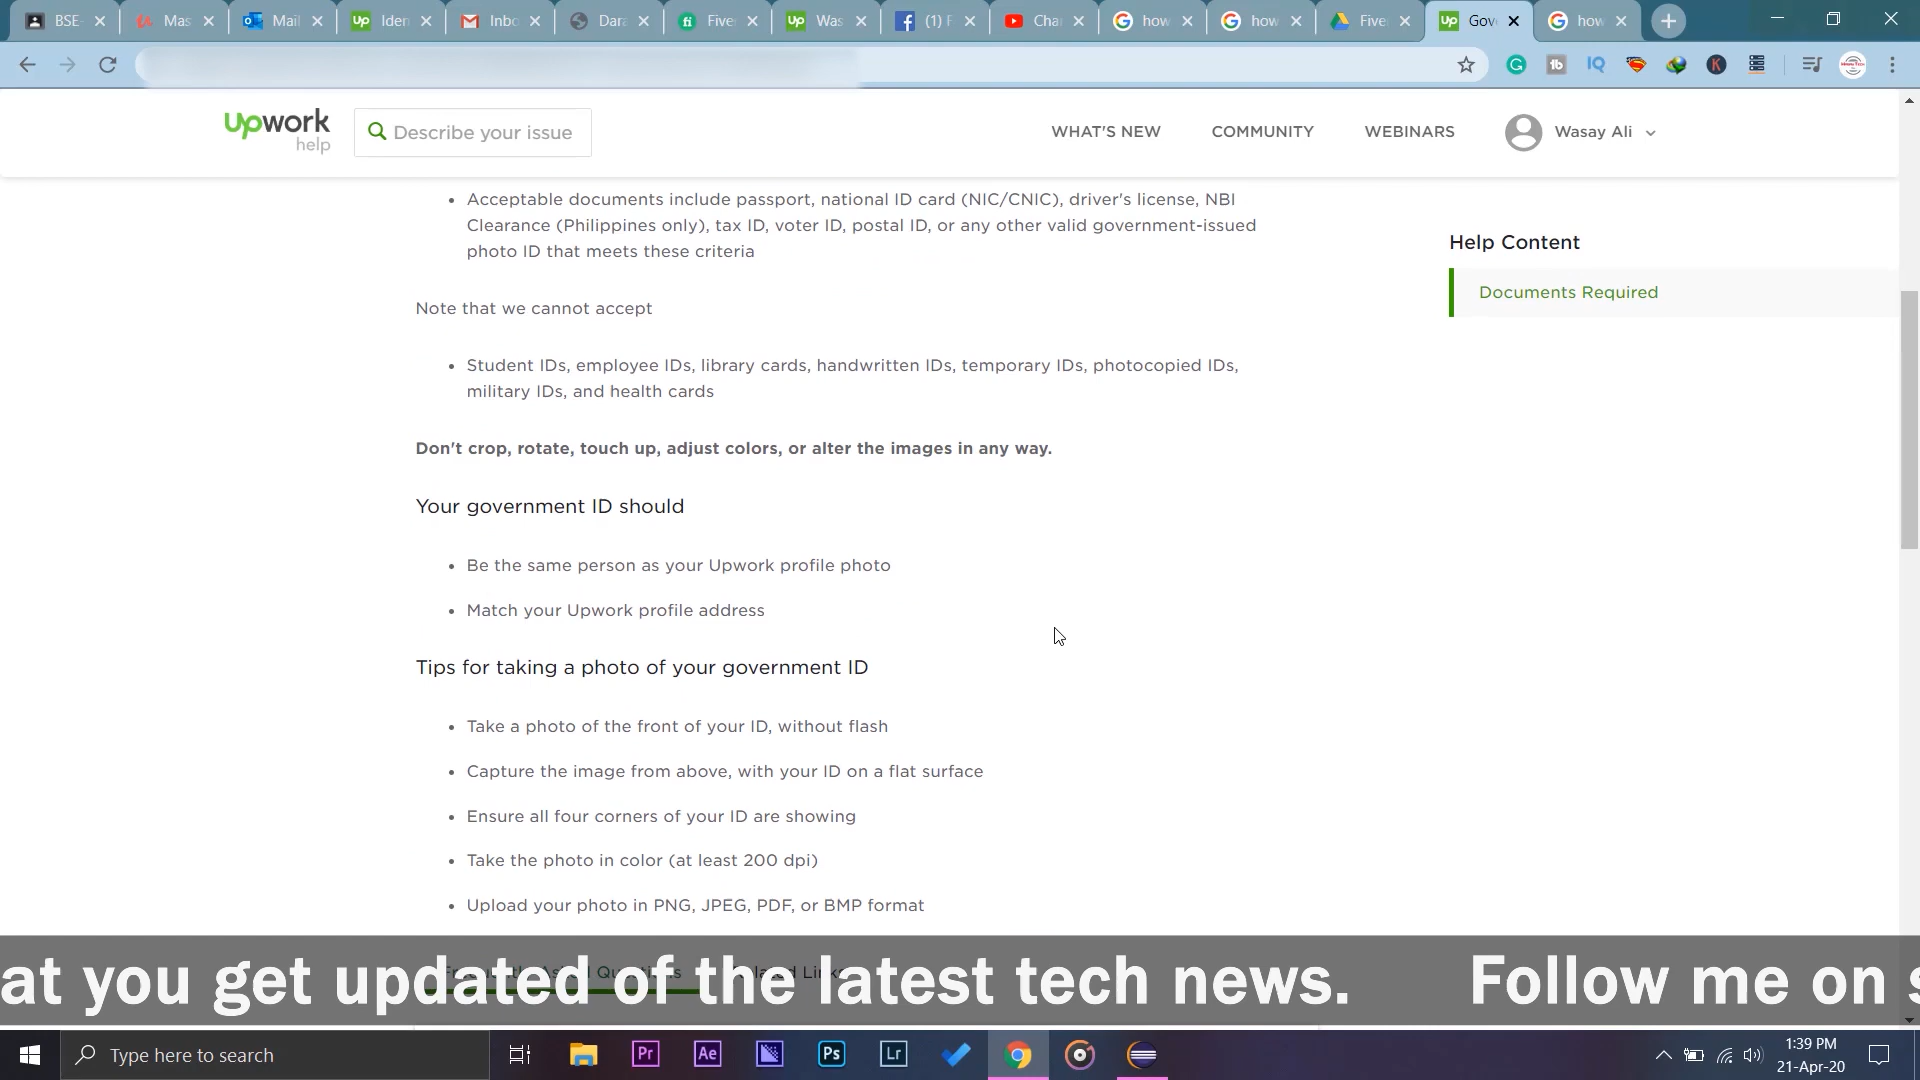 BSE-
Mas
Mail
Iden
Inbo
Dara
Fiver
Was
(1) F
Char
how
how
Fiver
Gov
how
Upwork
help
Describe your issue
WHAT'S NEW
COMMUNITY
WEBINARS
Wasay Ali
Acceptable documents include passport, national ID card (NIC/CNIC), driver's license, NBI
Clearance (Philippines only), tax ID, voter ID, postal ID, or any other valid government-issued
photo ID that meets these criteria
Help Content
Documents Required
Note that we cannot accept
Student IDs, employee IDs, library cards, handwritten IDs, temporary IDs, photocopied IDs,
military IDs, and health cards
Don't crop, rotate, touch up, adjust colors, or alter the images in any way.
Your government ID should
Be the same person as your Upwork profile photo
Match your Upwork profile address
Tips for taking a photo of your government ID
Take a photo of the front of your ID, without flash
Capture the image from above, with your ID on a flat surface
Ensure all four corners of your ID are showing
Take the photo in color (at least 200 dpi)
Upload your photo in PNG, JPEG, PDF, or BMP format
at you get updated of the latest tech news. Follow me on s
Type here to search
Pr
Ae
Ps
Lr
1:39 PM
21-Apr-20